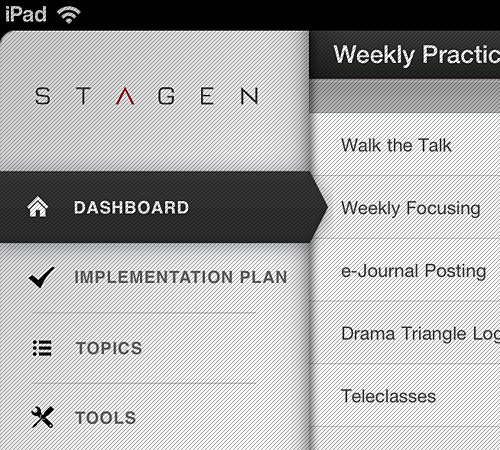 iPad
STAGEN
DASHBOARD
IMPLEMENTATION PLAN
TOPICS
TOOLS
Weekly Practic
Walk the Talk
Weekly Focusing
e-Journal Posting
Drama Triangle Log
Teleclasses